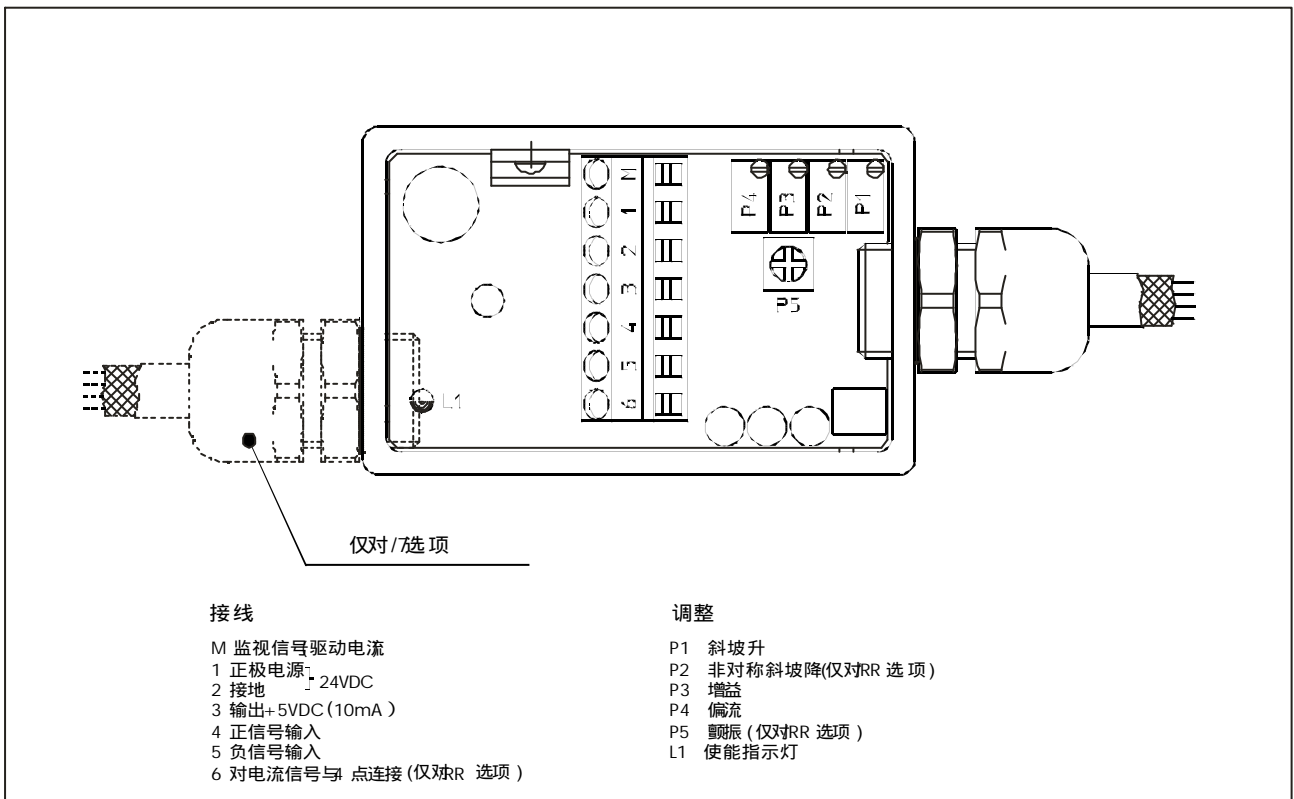 M
1
2
3
4
5
6
P4 P3 P2 P1
P5
L1
仅对/7选项
接线
M 监视信号驱动电流
1 正极电源
2 接地
24VDC
3 输出+5VDC(10mA)
4 正信号输入
5 负信号输入
6 对电流信号与4 点连接(仅对RR 选项)
调整
P1 斜坡升
P2 非对称斜坡降(仅对RR 选项)
P3 增益
P4 偏流
P5 颤振(仅对RR 选项)
L1 使能指示灯